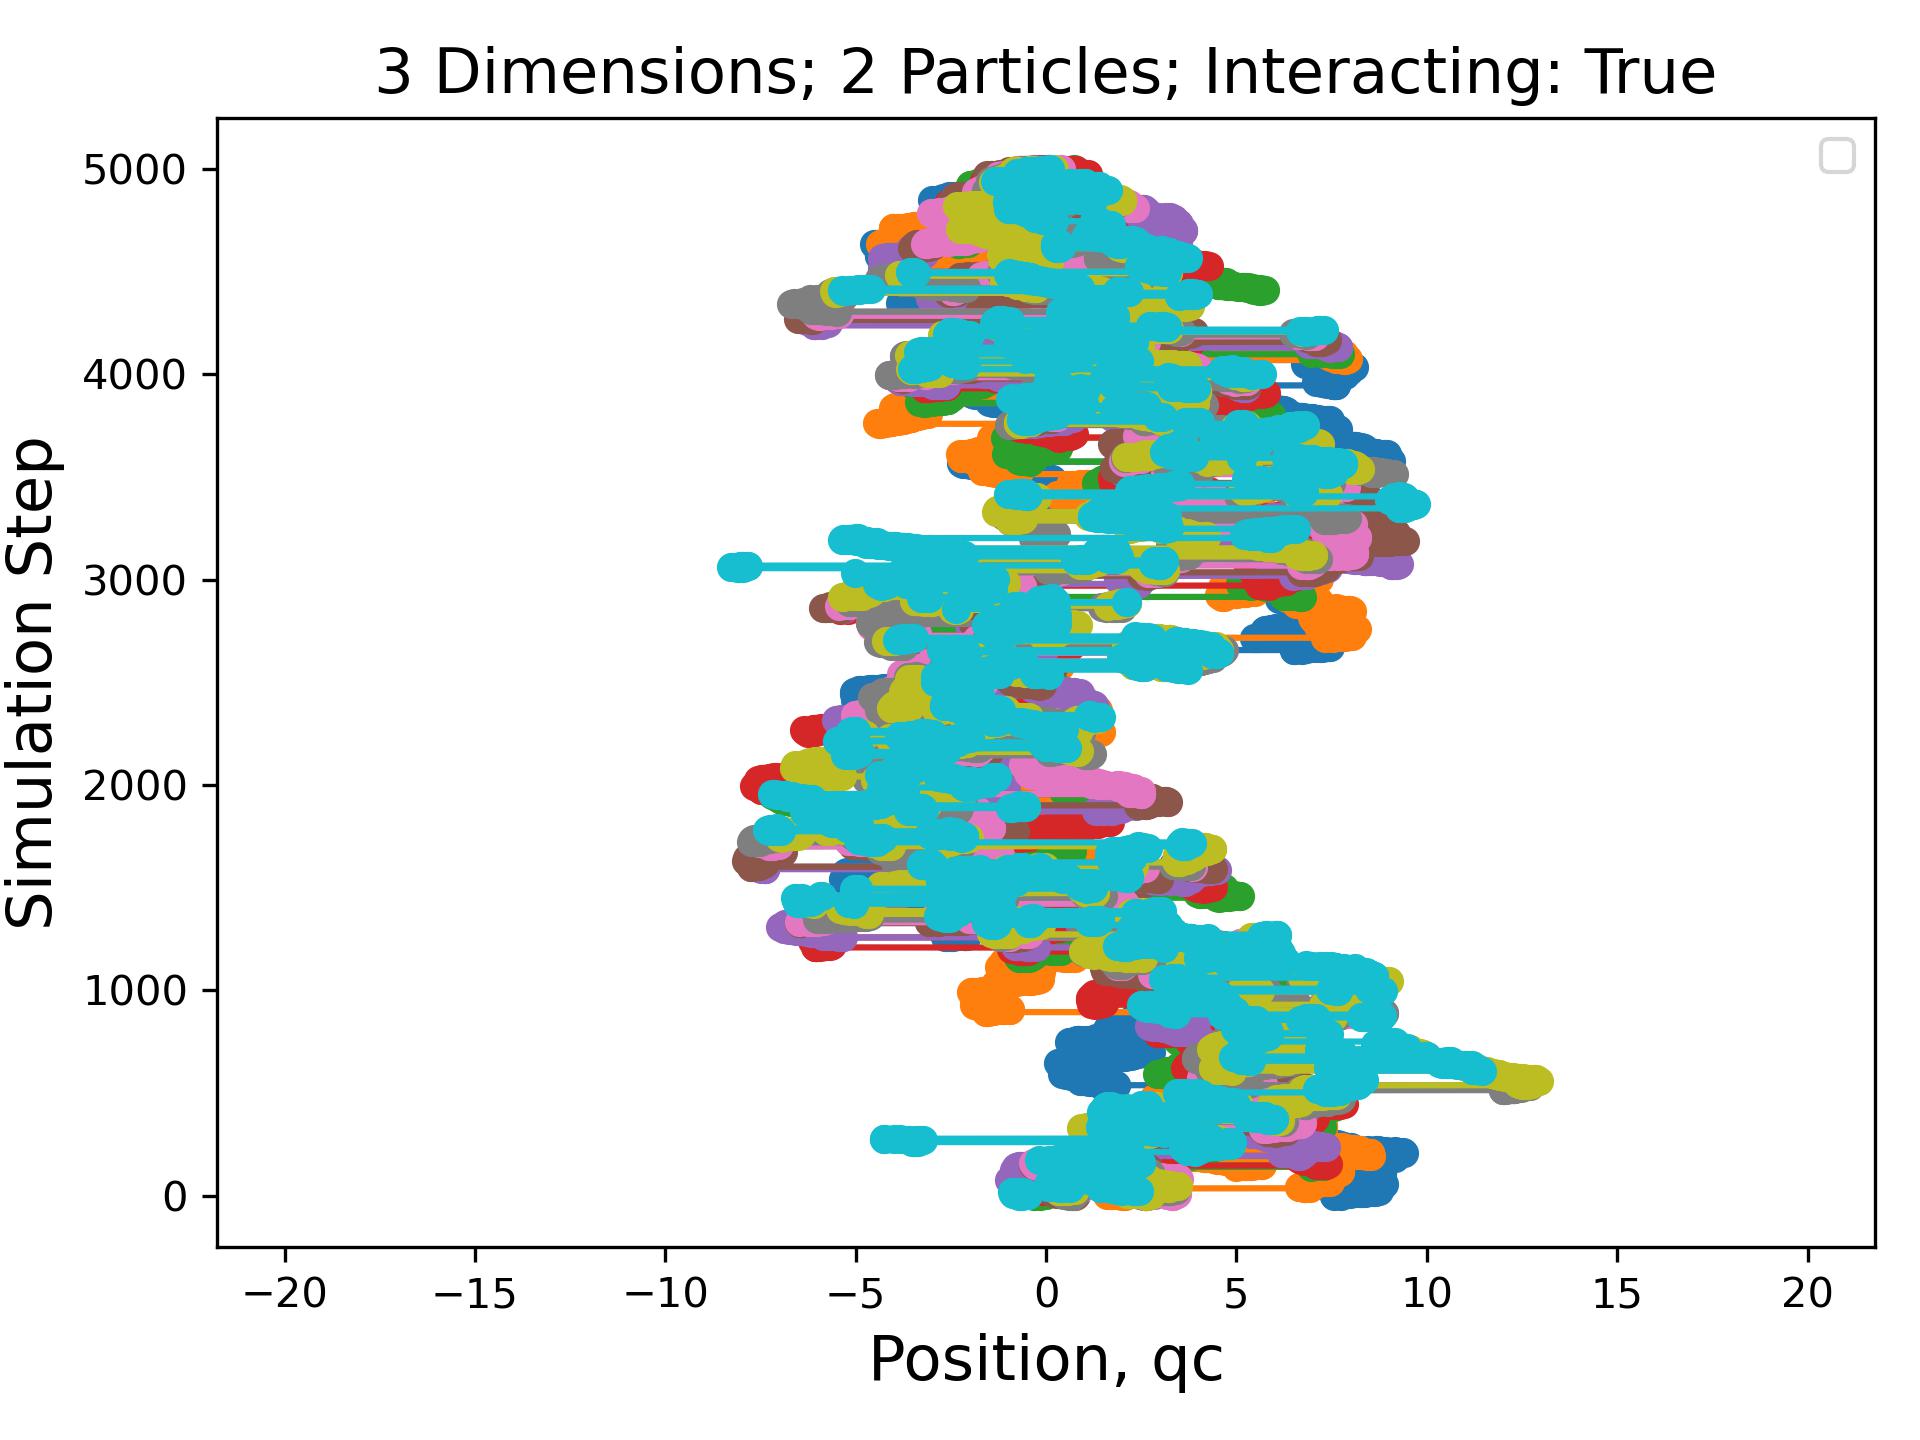 3 Dimensions; 2 Particles; Interacting: True
Simulation Step
5000
4000
3000
2000
1000
0
−20 −15 −10 −5 0 5 10 15 20
Position, qc